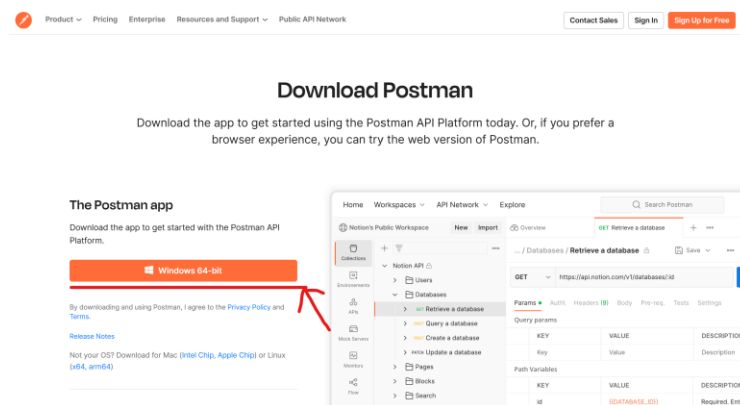 Product Pricing Enterprise Resources and Support Public API Network Contact Sales Sign In Sign Up for Free
Download Postman
Download the app to get started using the Postman API Platform today. Or, if you prefer a
browser experience, you can try the web version of Postman.
The Postman app
Download the app to get started with the Postman API
Platform.
Windows 64-bit
By downloading and using Postman, I agree to the Privacy Policy and
Terms.
Release Notes
Not your OS? Download for Mac (Intel Chip, Apple Chip) or Linux
(x64, arm64)
Home Workspaces API Network Explore Search Postman
Notion's Public Workspace New Import Overview GET Retrieve a database
Collections
Environments
APIs
Mock Servers
Monitors
Flow
Notion API
Users
Databases
GET Retrieve a database
POST Query a database
POST Create a database
PATCH Update a database
Pages
Blocks
Search
... / Databases / Retrieve a database Save
GET https://api.notion.com/v1/databases/:id
Params Auth Headers (9) Body Pre-req. Tests Settings
Query params
KEY VALUE DESCRIPTIO
Key Value Description
Path Variables
KEY VALUE DESCRIPTIO
id {{DATABASE_ID}} Required. Ent